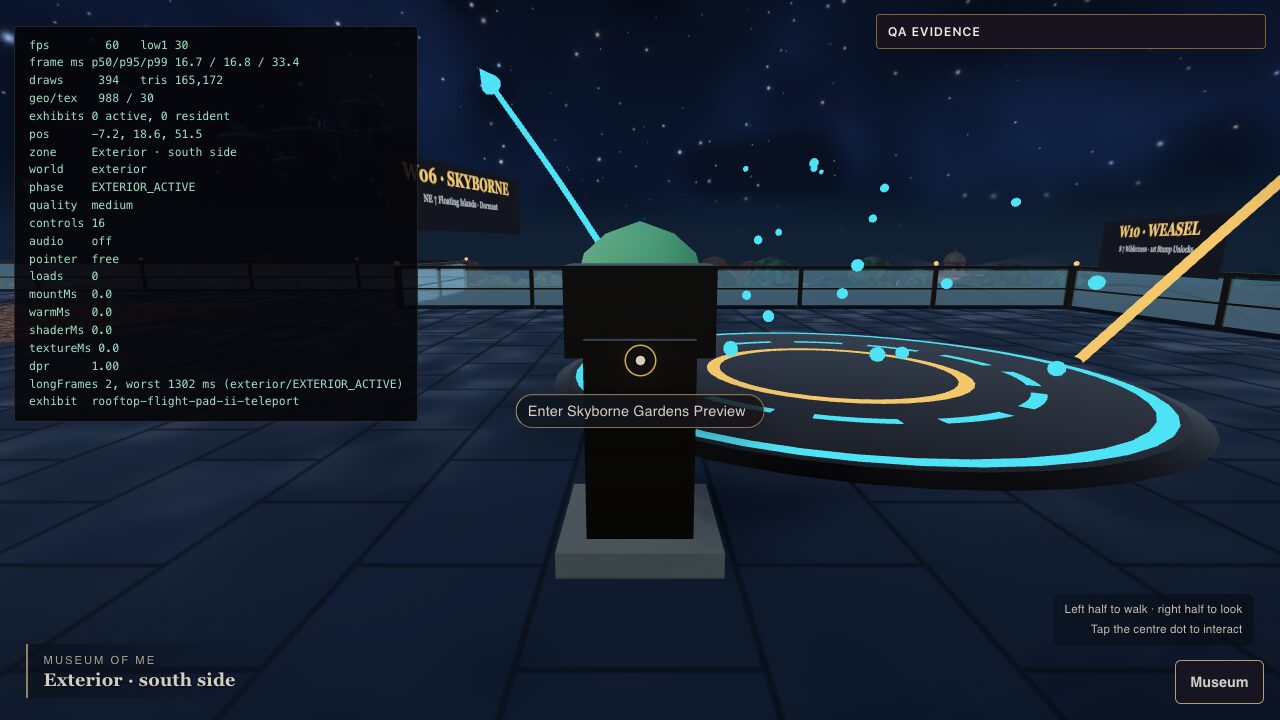 fps 60 low1 30
frame ms p50/p95/p99 16.7 / 16.8 / 33.4
draws 394 tris 165,172
geo/tex 988 / 30
exhibits 0 active, 0 resident
pos −7.2, 18.6, 51.5
zone Exterior · south side
world exterior
phase EXTERIOR_ACTIVE
quality medium
controls 16
audio off
pointer free
loads 0
mountMs 0.0
warmMs 0.0
shaderMs 0.0
textureMs 0.0
dpr 1.00
longFrames 2, worst 1302 ms (exterior/EXTERIOR_ACTIVE)
exhibit rooftop-flight-pad-ii-teleport
QA EVIDENCE
W06 · SKYBORNE
NE ↑ Floating Islands · Dormant
W10 · WEASEL
Wilderness · 1st Stamp Unlocks
Enter Skyborne Gardens Preview
Left half to walk · right half to look
Tap the centre dot to interact
MUSEUM OF ME
Exterior · south side
Museum